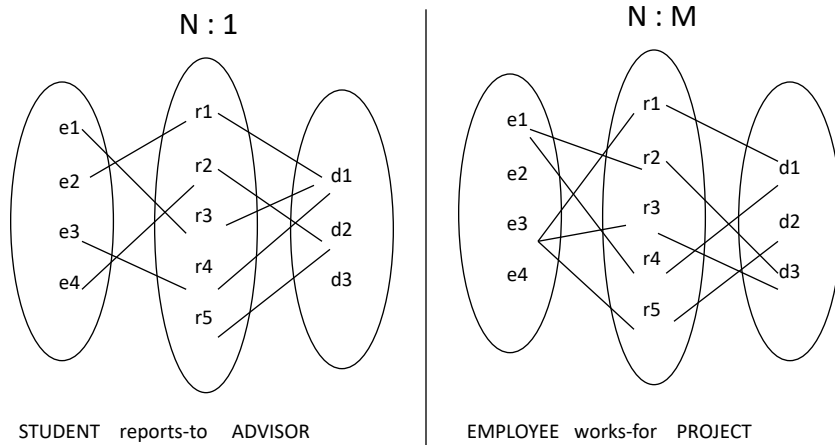 N : 1
e1
e2
e3
e4
r1
r2
r3
r4
r5
d1
d2
d3
STUDENT reports-to ADVISOR
N : M
e1
e2
e3
e4
r1
r2
r3
r4
r5
d1
d2
d3
EMPLOYEE works-for PROJECT